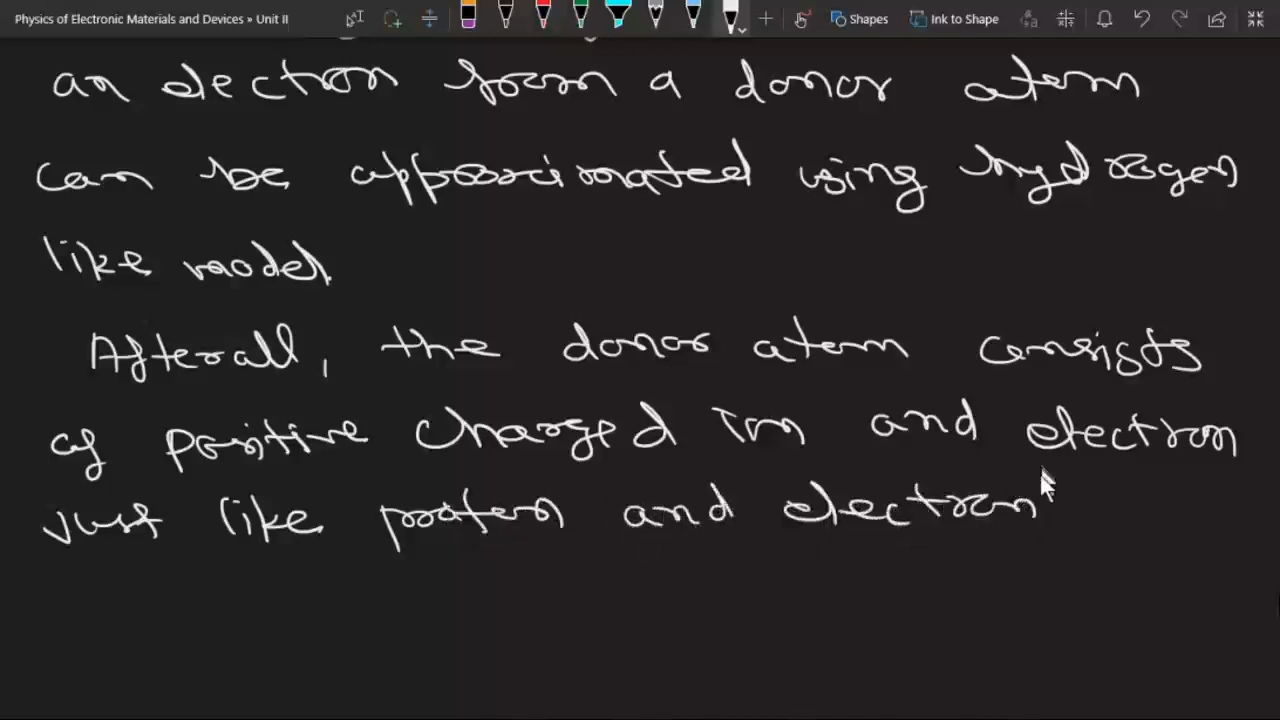 Physics of Electronic Materials and Devices » Unit II
Shapes
Ink to Shape
an electron from a donor atom
can be approximated using hydrogen
like model.
Afterall, the donor atom consists
of positive charged Ion and electron
just like proton and electron